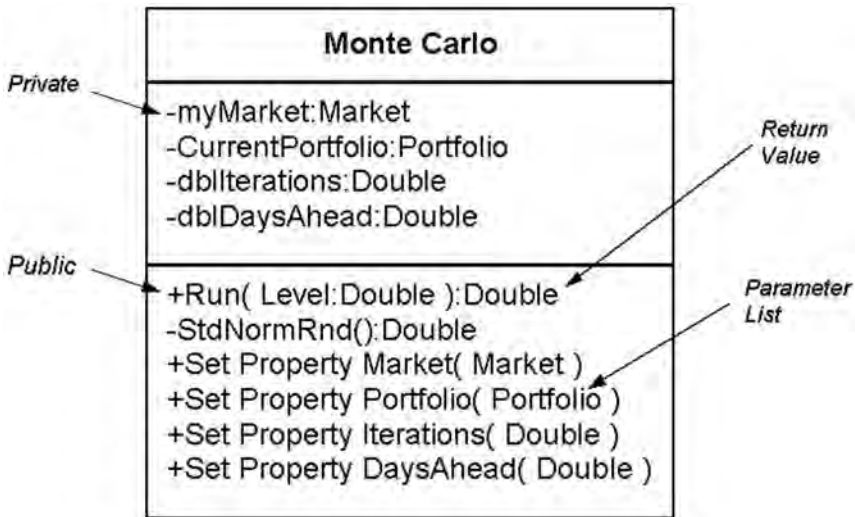 Monte Carlo
Private
-myMarket:Market
-CurrentPortfolio:Portfolio
-dblIterations:Double
-dblDaysAhead:Double
Return
Value
Public
+Run( Level:Double ):Double
-StdNormRnd():Double
+Set Property Market( Market )
+Set Property Portfolio( Portfolio )
+Set Property Iterations( Double )
+Set Property DaysAhead( Double )
Parameter
List